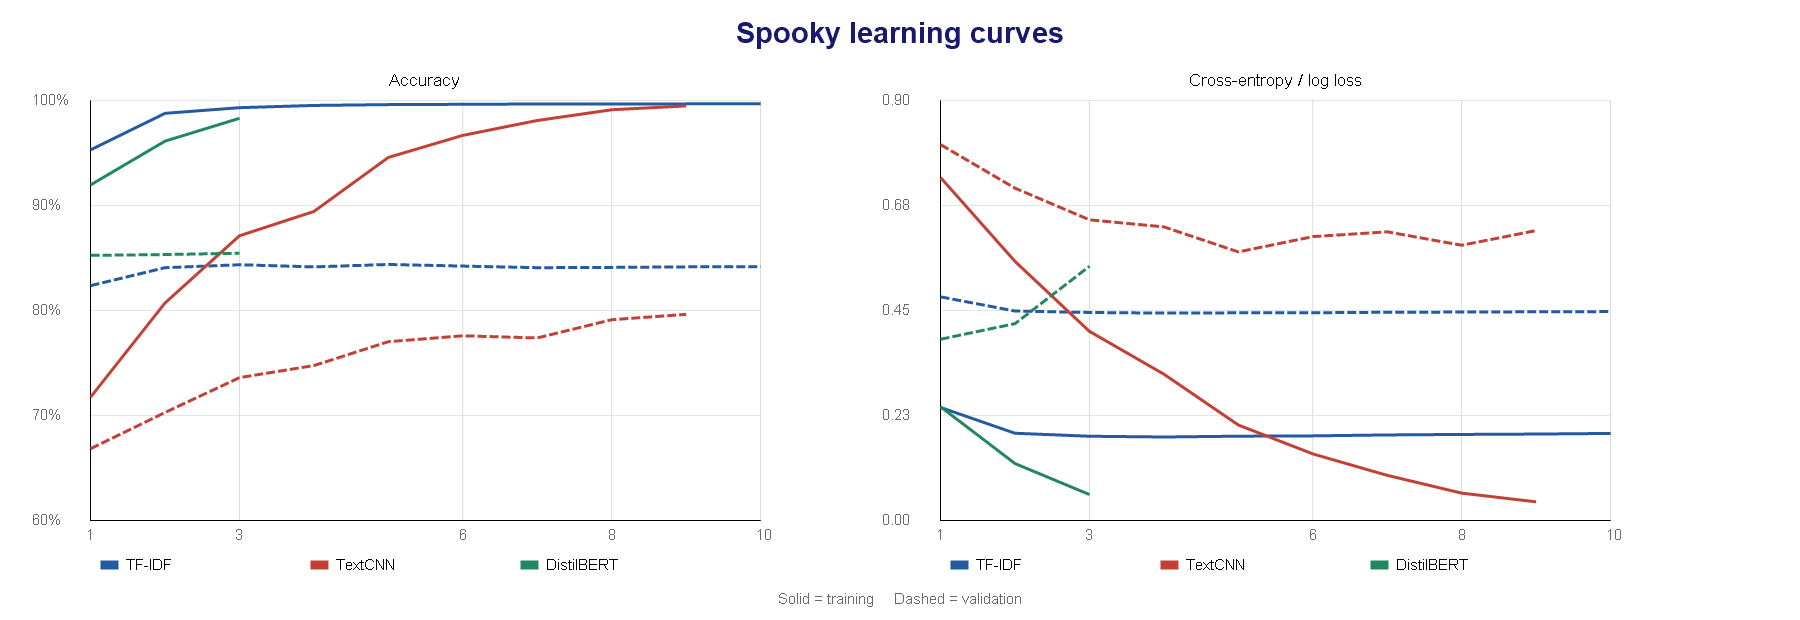 Spooky learning curves
Accuracy
100%
90%
80%
70%
60%
1 3 6 8 10
TF-IDF TextCNN DistilBERT
Cross-entropy / log loss
0.90
0.68
0.45
0.23
0.00
1 3 6 8 10
TF-IDF TextCNN DistilBERT
Solid = training Dashed = validation